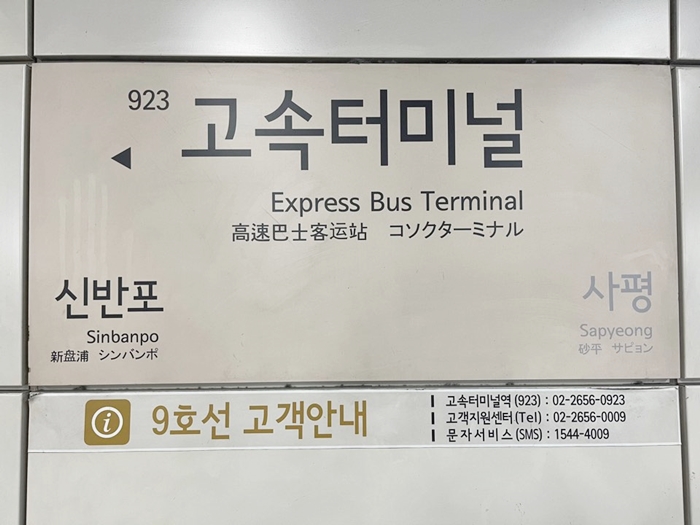 923 고속터미널
◀
Express Bus Terminal
高速巴士客运站 コソクターミナル
신반포
Sinbanpo
新盘浦 シンバンポ
사평
Sapyeong
砂平 サピョン
i 9호선 고객안내
고속터미널역 (923) : 02-2656-0923
고객지원센터(Tel) : 02-2656-0009
문자서비스(SMS) : 1544-4009